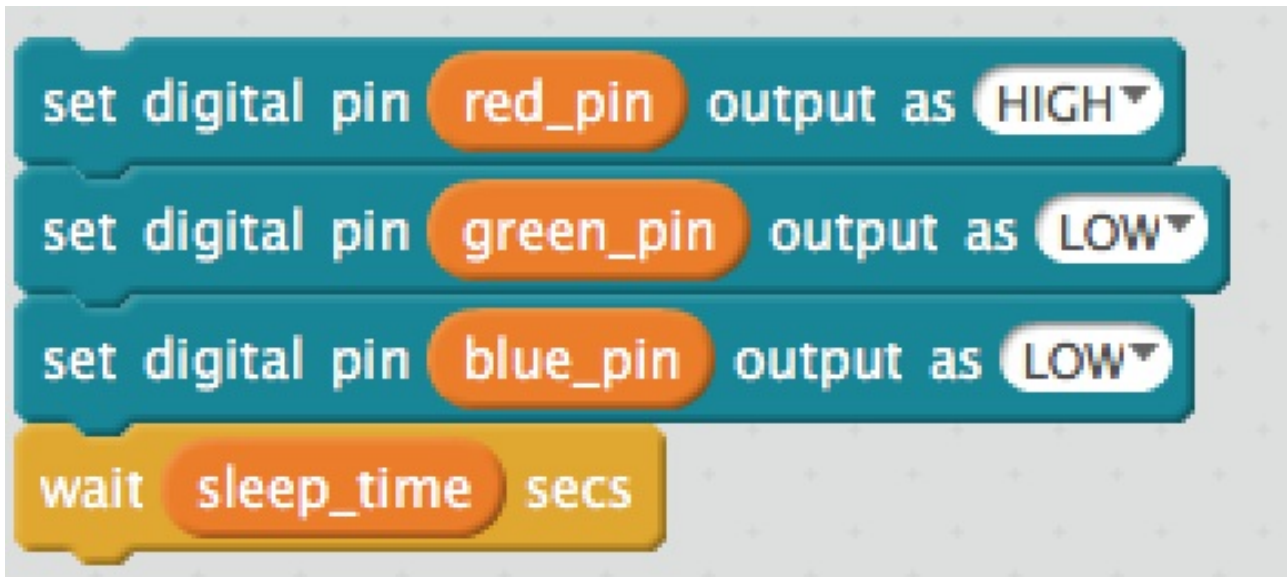 set digital pin red_pin output as HIGH
set digital pin green_pin output as LOW
set digital pin blue_pin output as LOW
wait sleep_time secs